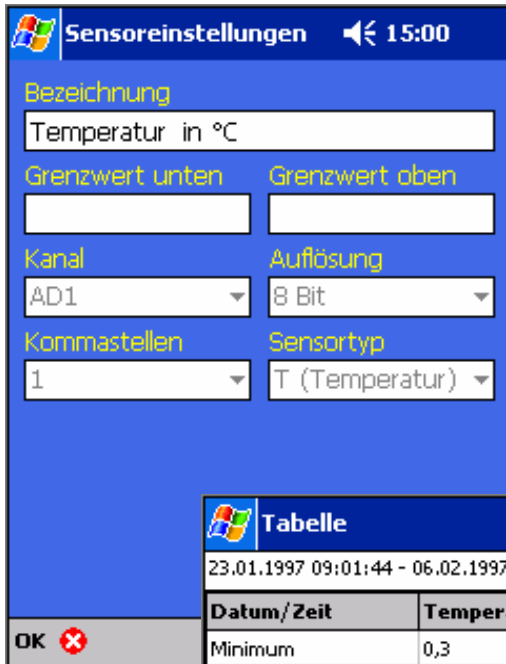 Sensoreinstellungen 15:00
Bezeichnung
Temperatur in °C
Grenzwert unten Grenzwert oben
Kanal Auflösung
AD1 8 Bit
Kommastellen Sensortyp
1 T (Temperatur)
Tabelle
23.01.1997 09:01:44 - 06.02.1997
Datum/Zeit Temper
OK Minimum 0,3